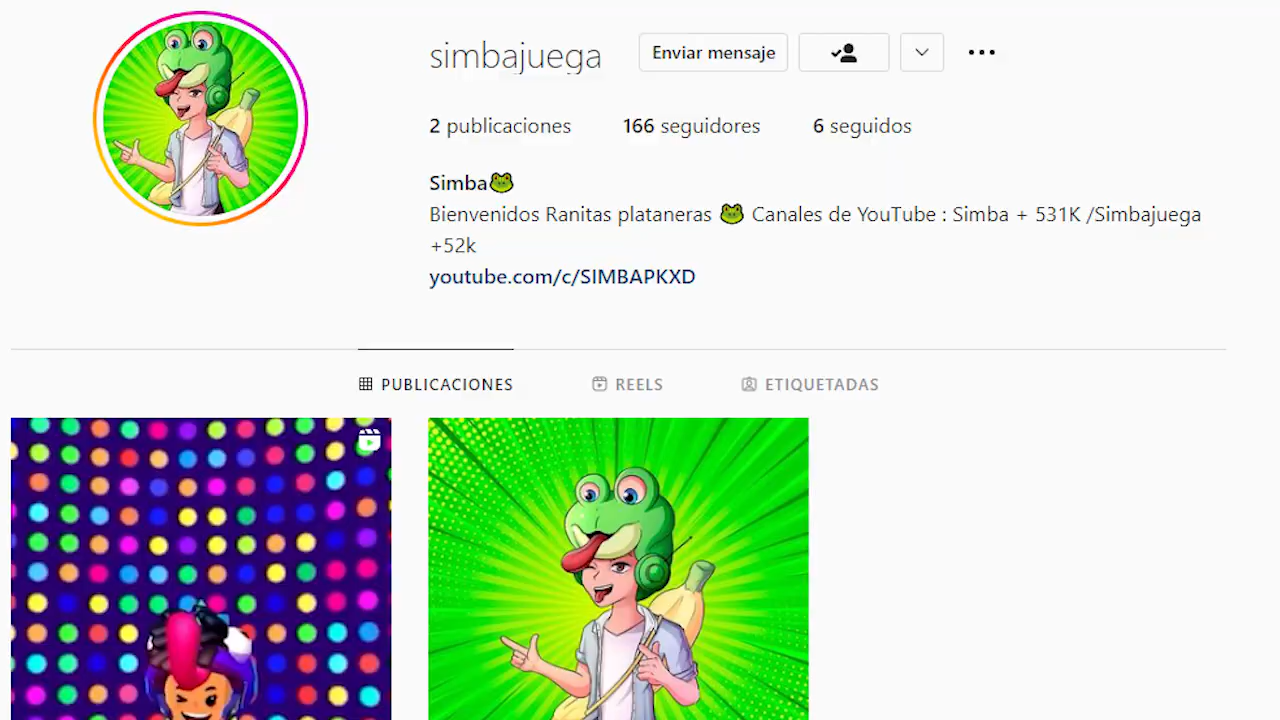 simbajuega
Enviar mensaje
2 publicaciones
166 seguidores
6 seguidos
Simba🐸
Bienvenidos Ranitas plataneras 🐸 Canales de YouTube : Simba + 531K /Simbajuega
+52k
youtube.com/c/SIMBAPKXD
PUBLICACIONES
REELS
ETIQUETADAS